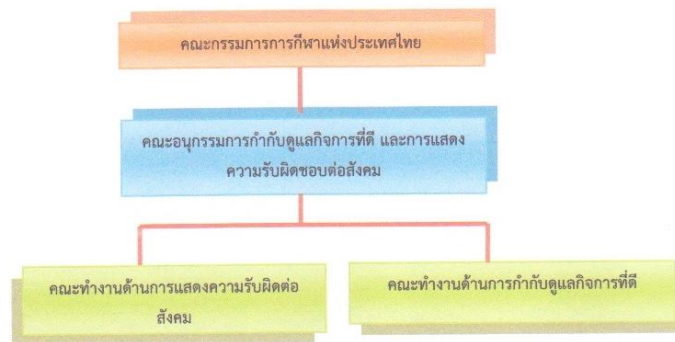 คณะกรรมการการกีฬาแห่งประเทศไทย
คณะอนุกรรมการกำกับดูแลกิจการที่ดี และการแสดง
ความรับผิดชอบต่อสังคม
คณะทำงานด้านการแสดงความรับผิดต่อ
สังคม
คณะทำงานด้านการกำกับดูแลกิจการที่ดี